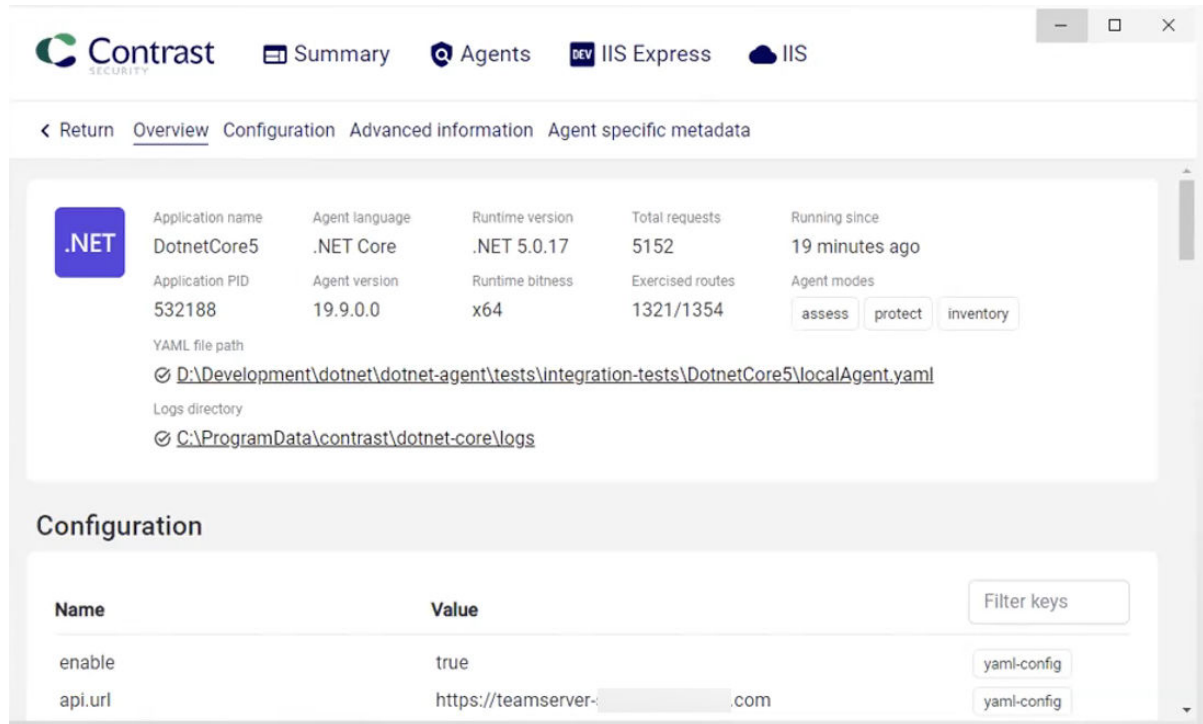 Contrast
SECURITY
Summary
Agents
DEV IIS Express
IIS
Return Overview Configuration Advanced information Agent specific metadata
.NET
Application name Agent language Runtime version Total requests Running since
DotnetCore5 .NET Core .NET 5.0.17 5152 19 minutes ago
Application PID Agent version Runtime bitness Exercised routes Agent modes
532188 19.9.0.0 x64 1321/1354 assess protect inventory
YAML file path
D:\Development\dotnet\dotnet-agent\tests\integration-tests\DotnetCore5\localAgent.yaml
Logs directory
C:\ProgramData\contrast\dotnet-core\logs
Configuration
Name Value Filter keys
enable true yaml-config
api.url https://teamserver- .com yaml-config